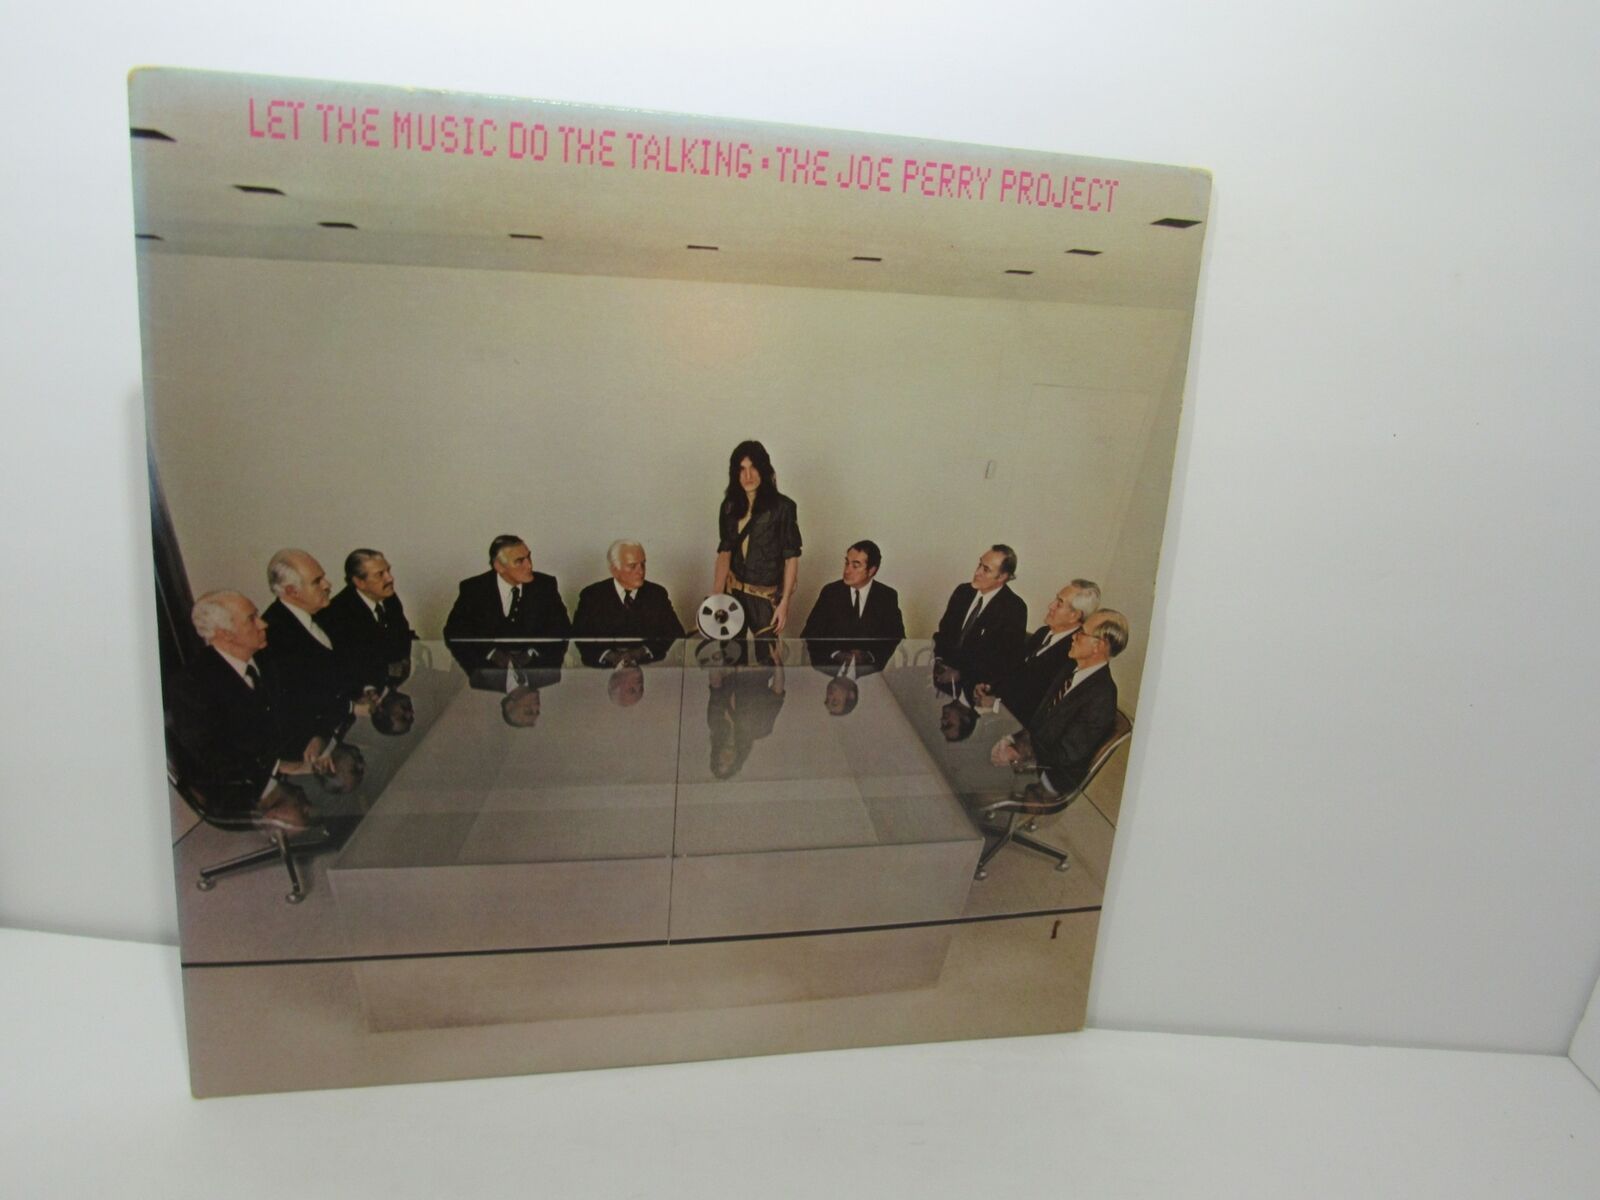 LET THE MUSIC DO THE TALKING • THE JOE PERRY PROJECT